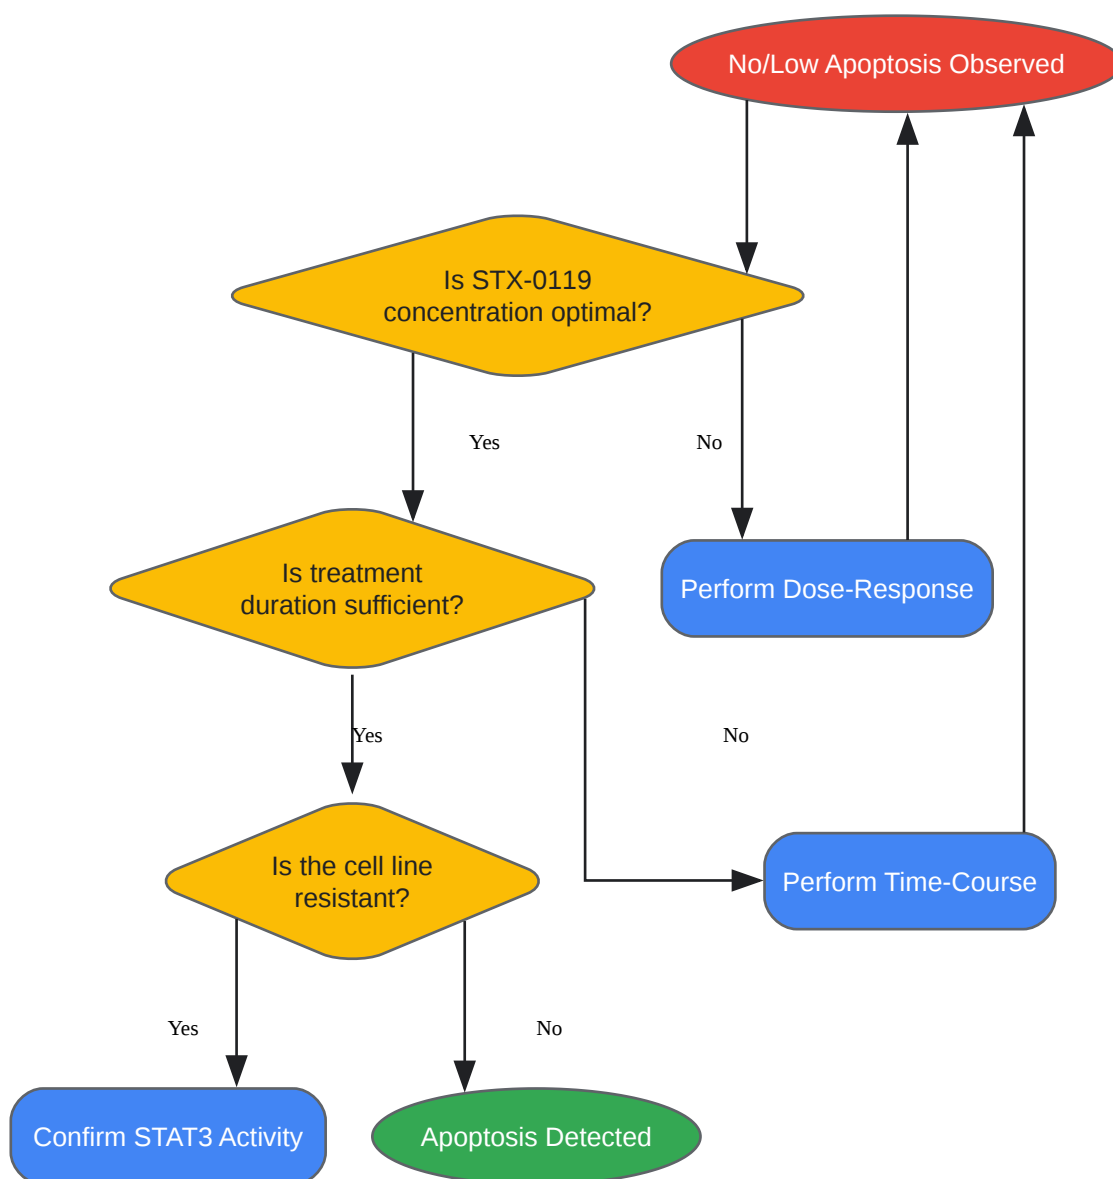 No/Low Apoptosis Observed
Is STX-0119
concentration optimal?
Yes
No
Is treatment
duration sufficient?
Perform Dose-Response
Yes
No
Is the cell line
resistant?
Perform Time-Course
Yes
No
Confirm STAT3 Activity
Apoptosis Detected